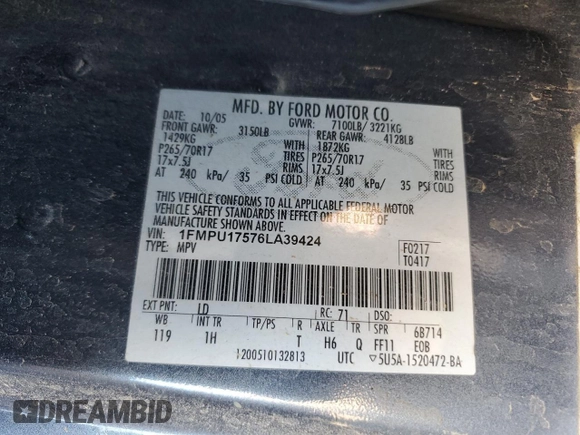 MFD. BY FORD MOTOR CO.
DATE: 10/05 GVWR: 7100LB/3221KG
FRONT GAWR: 3150LB REAR GAWR: 4128LB
1429KG WITH 1872KG WITH
P265/70R17 TIRES P265/70R17 TIRES
17x7.5J RIMS 17x7.5J RIMS
AT 240 kPa/ 35 PSI COLD AT 240 kPa/ 35 PSI COLD
THIS VEHICLE CONFORMS TO ALL APPLICABLE FEDERAL MOTOR
VEHICLE SAFETY STANDARDS IN EFFECT ON THE DATE OF
MANUFACTURE SHOWN ABOVE.
VIN: 1FMPU17576LA39424
TYPE: MPV
F0217
T0417
EXT PNT: LD RC: 71 DSO:
WB INT TR TP/PS R AXLE TR SPR 6B714
119 1H T H6 Q FF11 E0B
1200510132813 UTC ▽5U5A-1520472-BA
DREAMBID